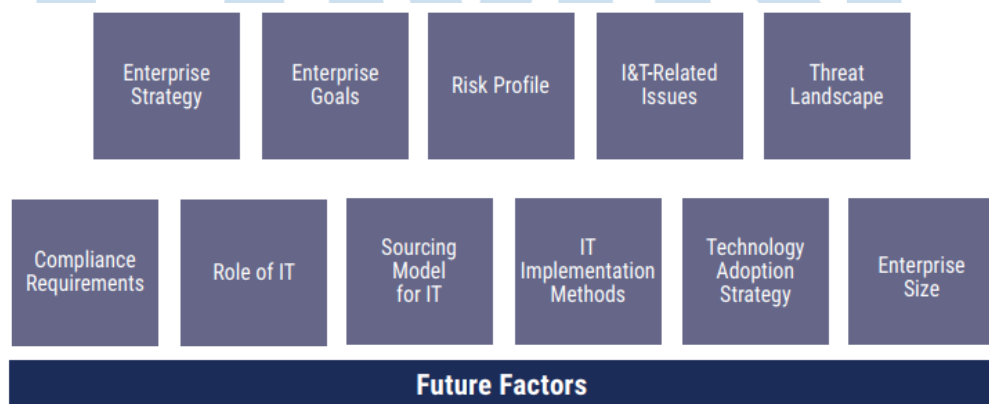 Enterprise
Strategy
Enterprise
Goals
Risk Profile
I&T-Related
Issues
Threat
Landscape
Compliance
Requirements
Role of IT
Sourcing
Model
for IT
IT
Implementation
Methods
Technology
Adoption
Strategy
Enterprise
Size
Future Factors